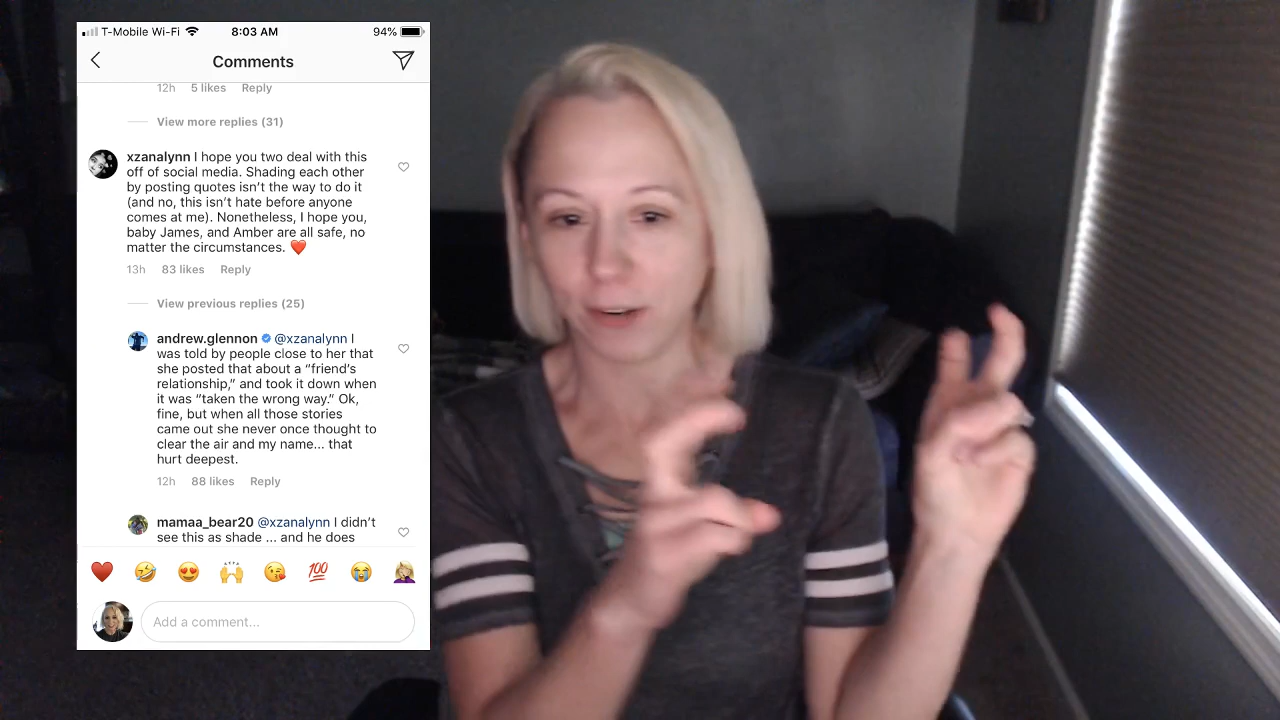 T-Mobile Wi-Fi 8:03 AM 94%
Comments
12h 5 likes Reply
View more replies (31)
xzanalynn I hope you two deal with this
off of social media. Shading each other
by posting quotes isn't the way to do it
(and no, this isn't hate before anyone
comes at me). Nonetheless, I hope you,
baby James, and Amber are all safe, no
matter the circumstances. ❤️
13h 83 likes Reply
View previous replies (25)
andrew.glennon @xzanalynn I
was told by people close to her that
she posted that about a “friend's
relationship,” and took it down when
it was “taken the wrong way.” Ok,
fine, but when all those stories
came out she never once thought to
clear the air and my name... that
hurt deepest.
12h 88 likes Reply
mamaa_bear20 @xzanalynn I didn't
see this as shade ... and he does
💯
Add a comment...